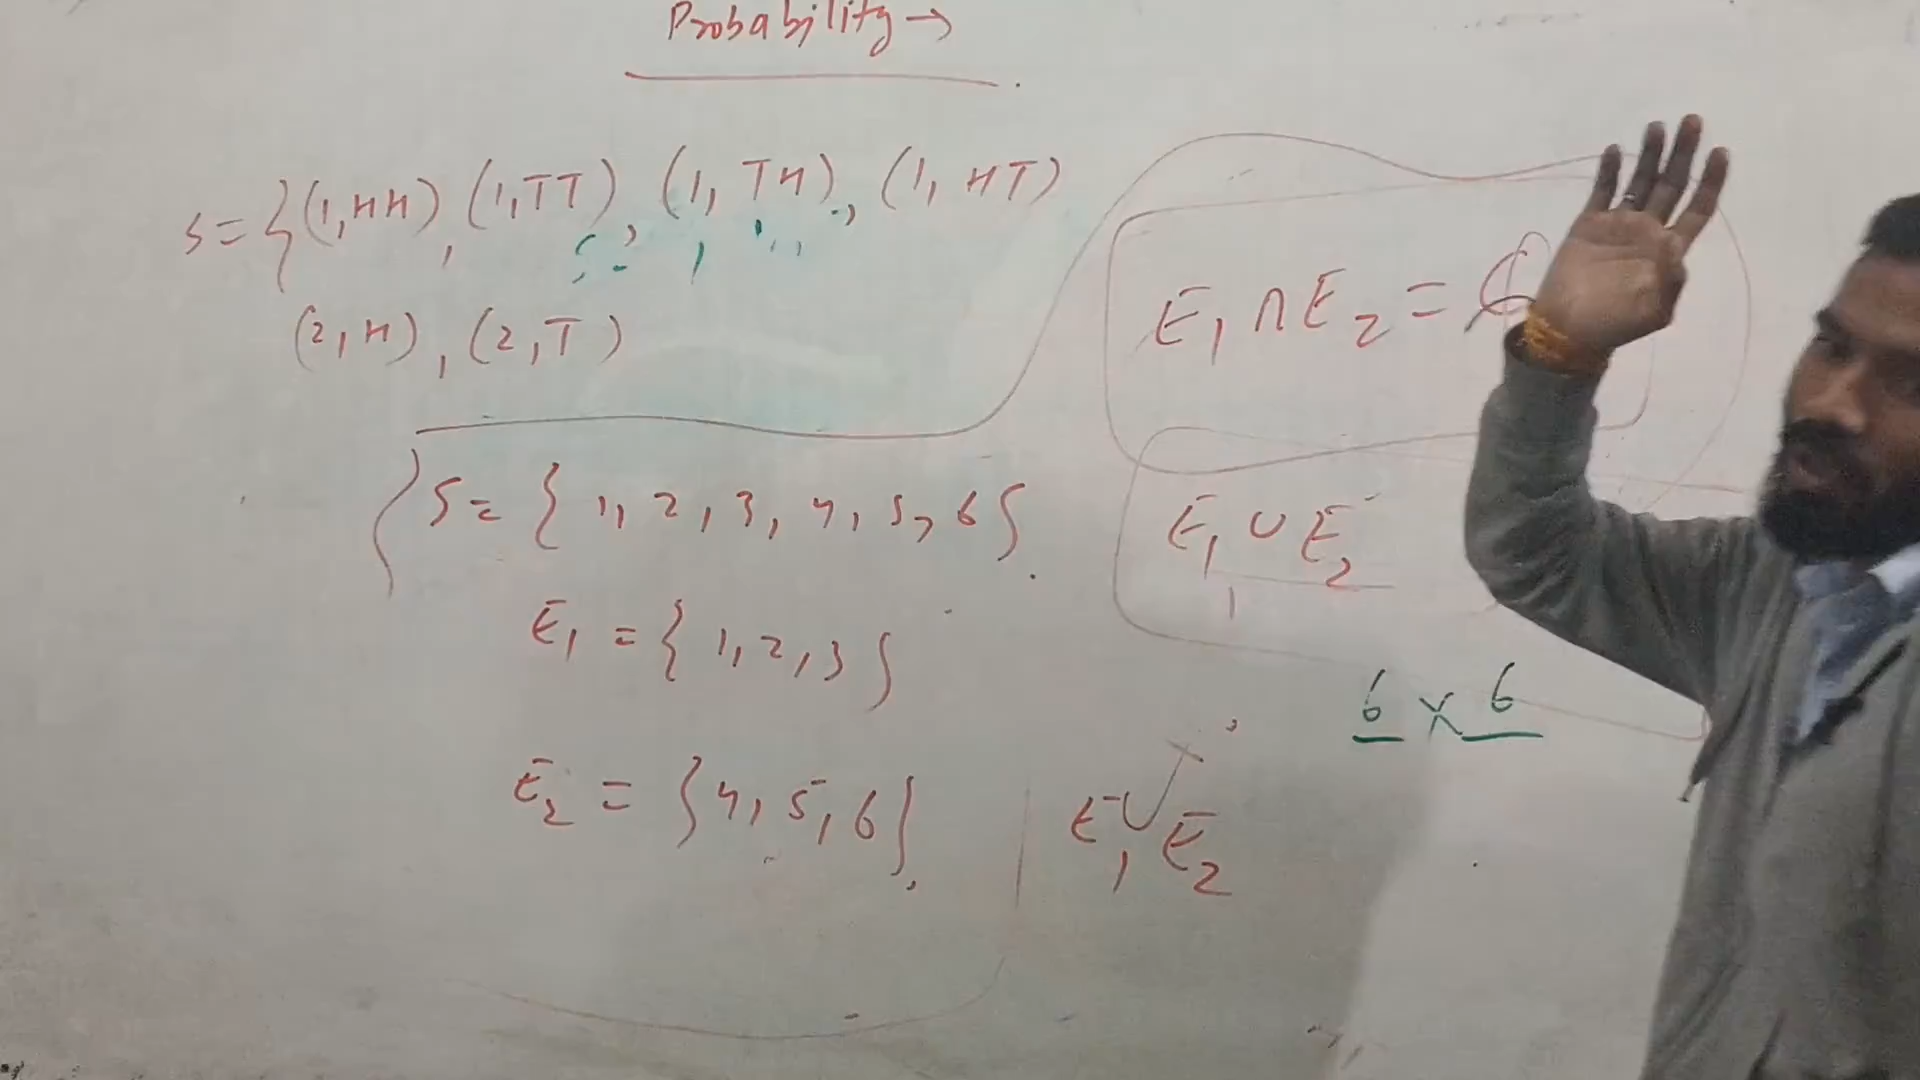 Probability →
S = {(1,HH), (1,TT), (1, TH), (1, HT)
(2,H), (2,T)
S = { 1, 2, 3, 4, 5, 6}
E1 = { 1, 2, 3 }
E2 = {4, 5, 6}
E1 ∩ E2 = ϕ
E1 ∪ E2
6 × 6
E1 ∪ E2